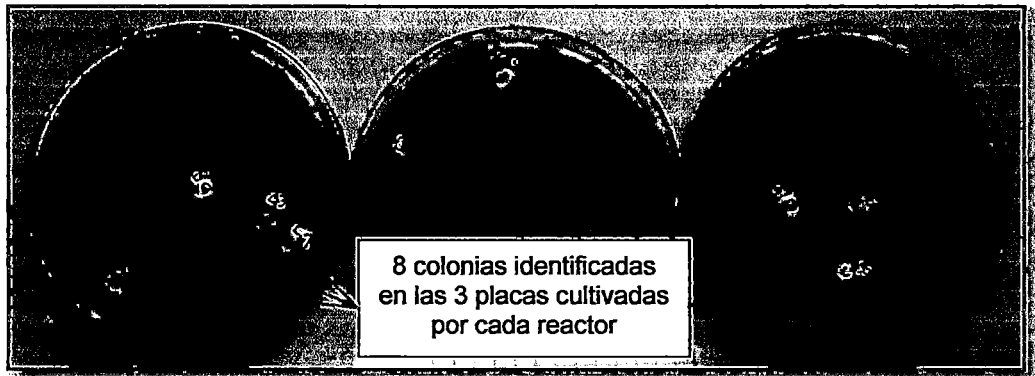 8 colonias identificadas
en las 3 placas cultivadas
por cada reactor